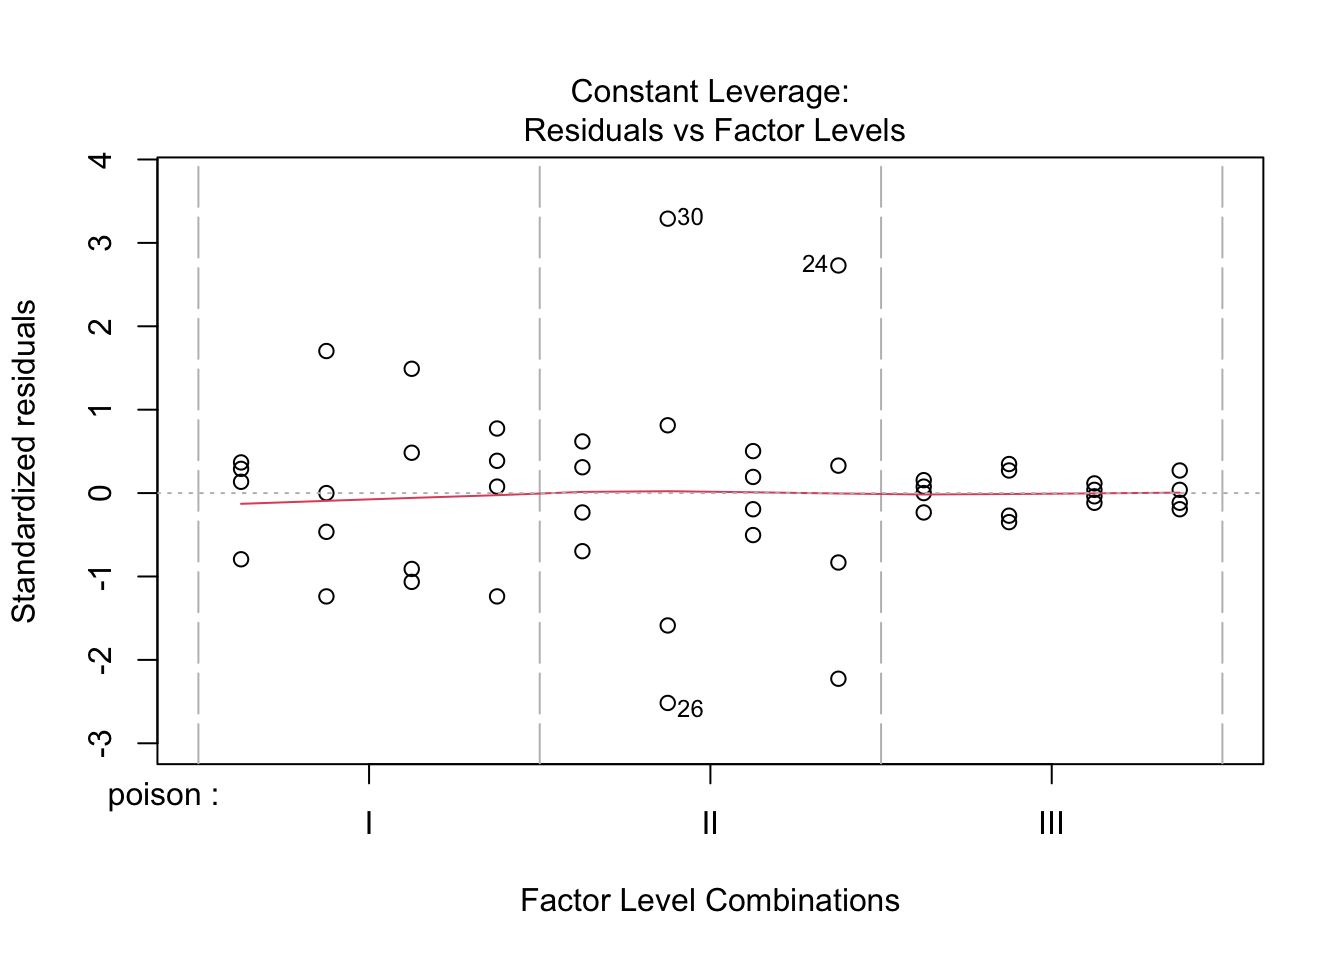 Constant Leverage:
Residuals vs Factor Levels
Standardized residuals
4
3
2
1
0
-1
-2
-3
30
24
26
poison :
I
II
III
Factor Level Combinations